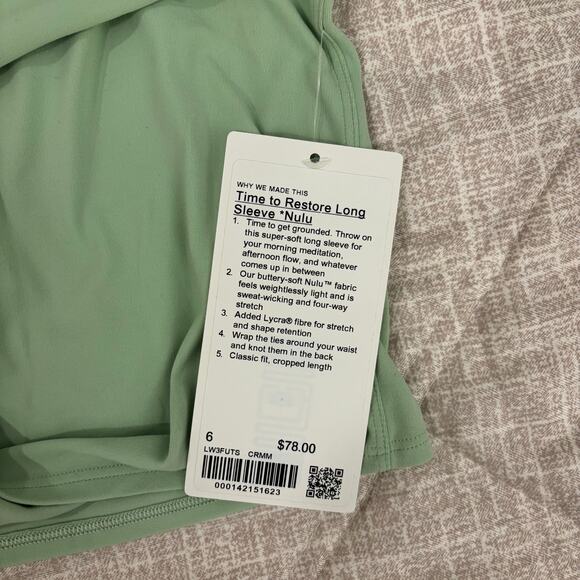 WHY WE MADE THIS
Time to Restore Long
Sleeve *Nulu
1. Time to get grounded. Throw on
this super-soft long sleeve for
your morning meditation,
afternoon flow, and whatever
comes up in between
2. Our buttery-soft Nulu™ fabric
feels weightlessly light and is
sweat-wicking and four-way
stretch
3. Added Lycra® fibre for stretch
and shape retention
4. Wrap the ties around your waist
and knot them in the back
5. Classic fit, cropped length
6 $78.00
LW3FUTS CRMM
000142151623